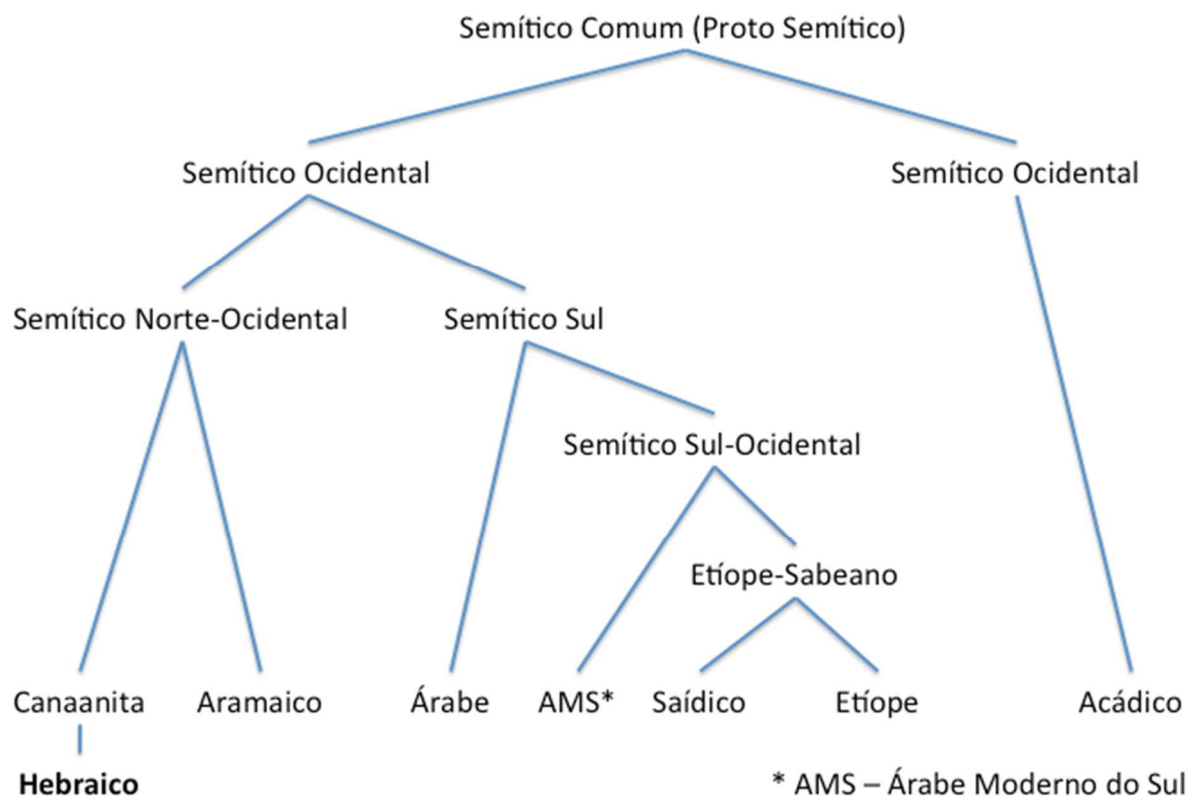 Semítico Comum (Proto Semítico)
Semítico Ocidental
Semítico Ocidental
Semítico Norte-Ocidental
Semítico Sul
Semítico Sul-Ocidental
Etíope-Sabeano
Canaanita
Aramaico
Árabe
AMS*
Saídico
Etíope
Acádico
Hebraico
* AMS – Árabe Moderno do Sul